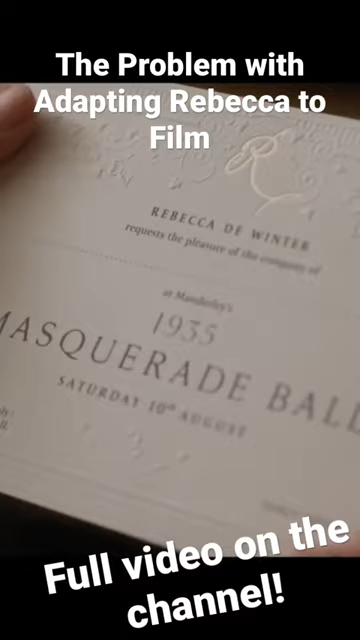 The Problem with
Adapting Rebecca to
Film
R
REBECCA DE WINTER
requests the pleasure of the company of
at Manderley's
1935
MASQUERADE BALL
SATURDAY 10th AUGUST
Full video on the
channel!